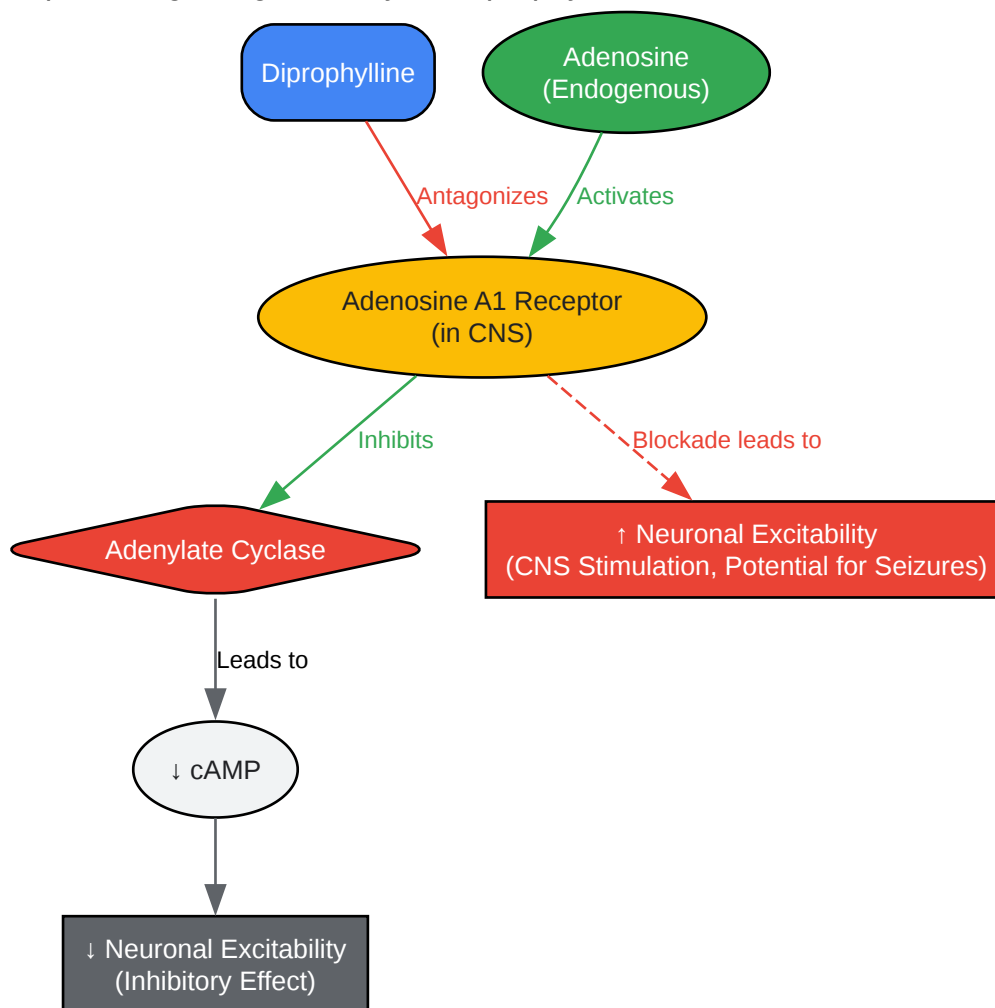 Diprophylline
Adenosine
(Endogenous)
Antagonizes
Activates
Adenosine A1 Receptor
(in CNS)
Inhibits
Blockade leads to
Adenylate Cyclase
↑ Neuronal Excitability
(CNS Stimulation, Potential for Seizures)
Leads to
↓ cAMP
↓ Neuronal Excitability
(Inhibitory Effect)